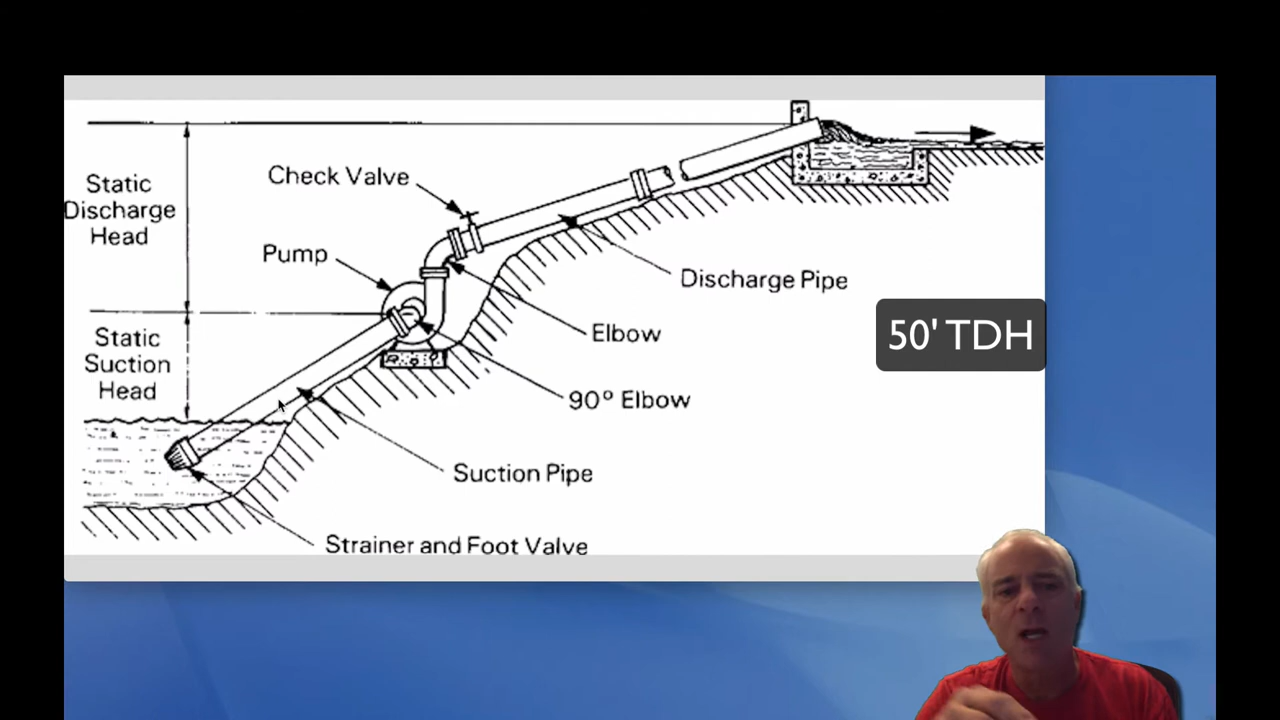 Static
Discharge
Head
Check Valve
Pump
Discharge Pipe
Elbow
50' TDH
Static
Suction
Head
90° Elbow
Suction Pipe
Strainer and Foot Valve